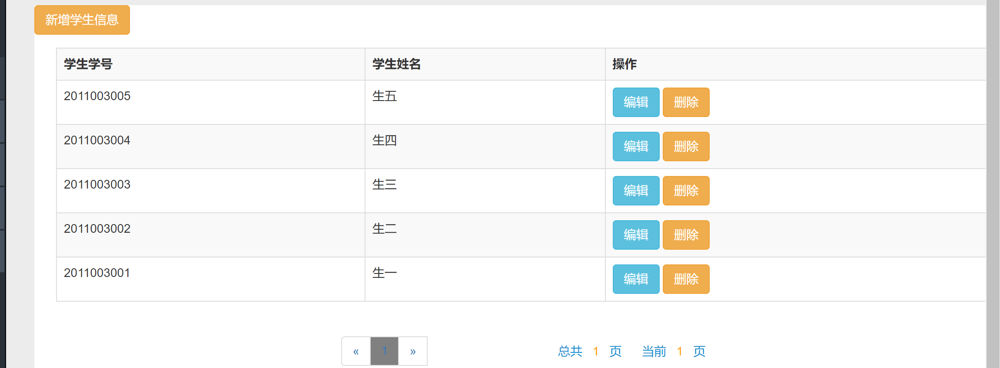 新增学生信息
学生学号 学生姓名 操作
2011003005 生五 编辑 删除
2011003004 生四 编辑 删除
2011003003 生三 编辑 删除
2011003002 生二 编辑 删除
2011003001 生一 编辑 删除
« 1 » 总共 1 页 当前 1 页